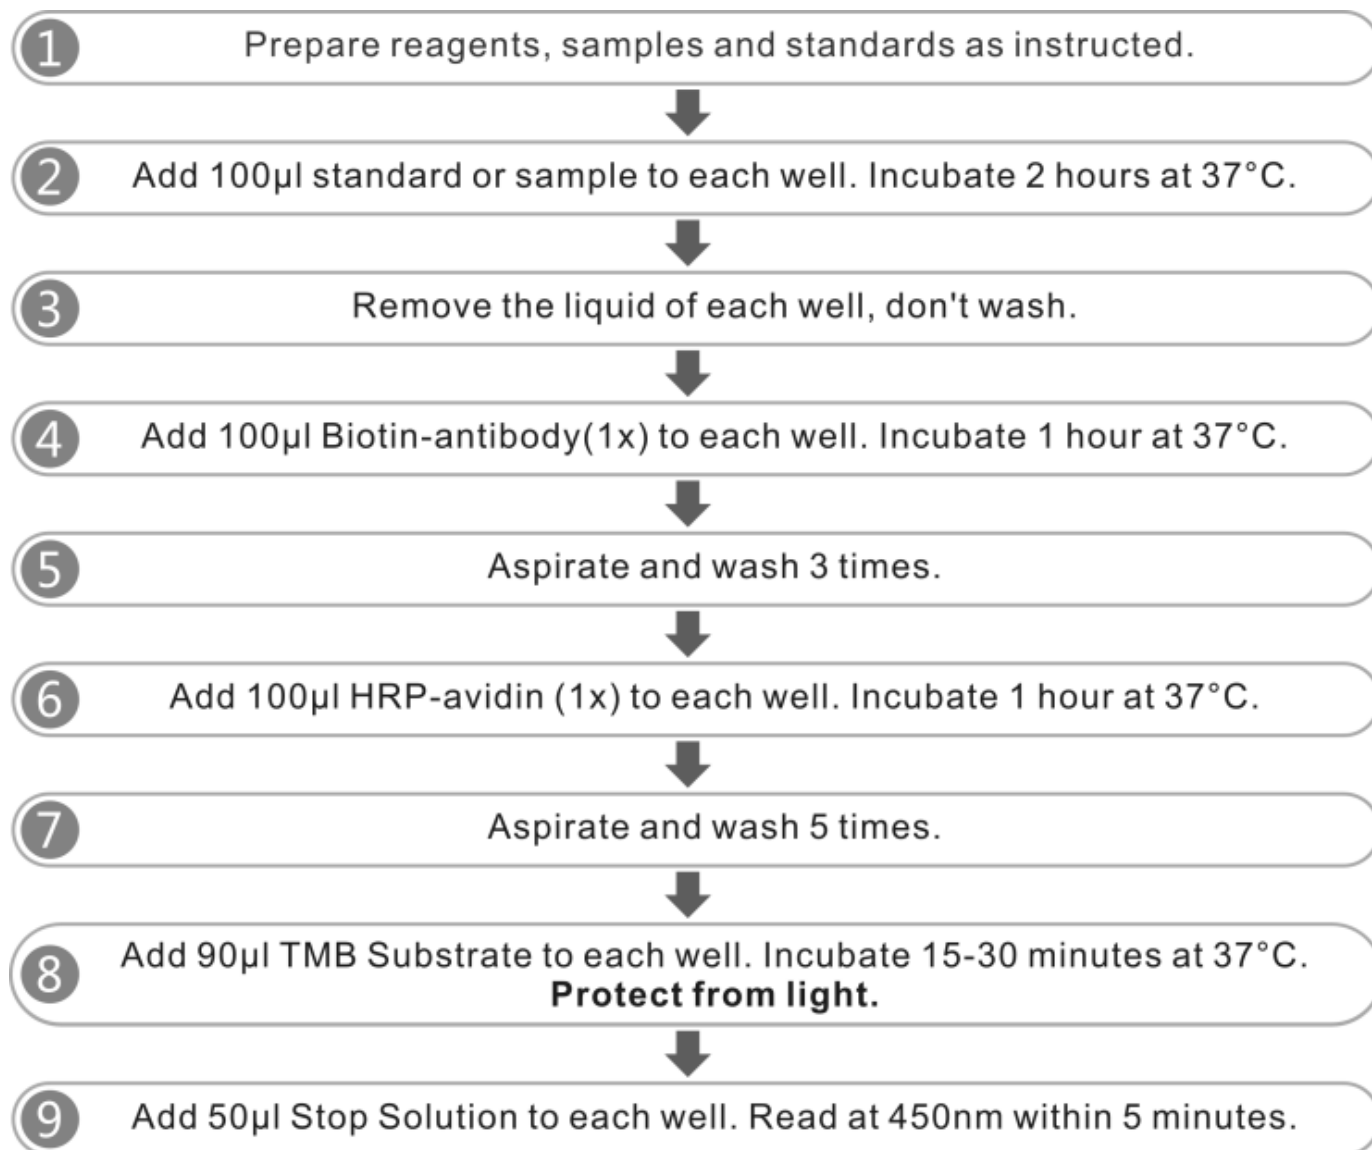 1 Prepare reagents, samples and standards as instructed.
2 Add 100µl standard or sample to each well. Incubate 2 hours at 37°C.
3 Remove the liquid of each well, don't wash.
4 Add 100µl Biotin-antibody(1x) to each well. Incubate 1 hour at 37°C.
5 Aspirate and wash 3 times.
6 Add 100µl HRP-avidin (1x) to each well. Incubate 1 hour at 37°C.
7 Aspirate and wash 5 times.
8 Add 90µl TMB Substrate to each well. Incubate 15-30 minutes at 37°C.
Protect from light.
9 Add 50µl Stop Solution to each well. Read at 450nm within 5 minutes.